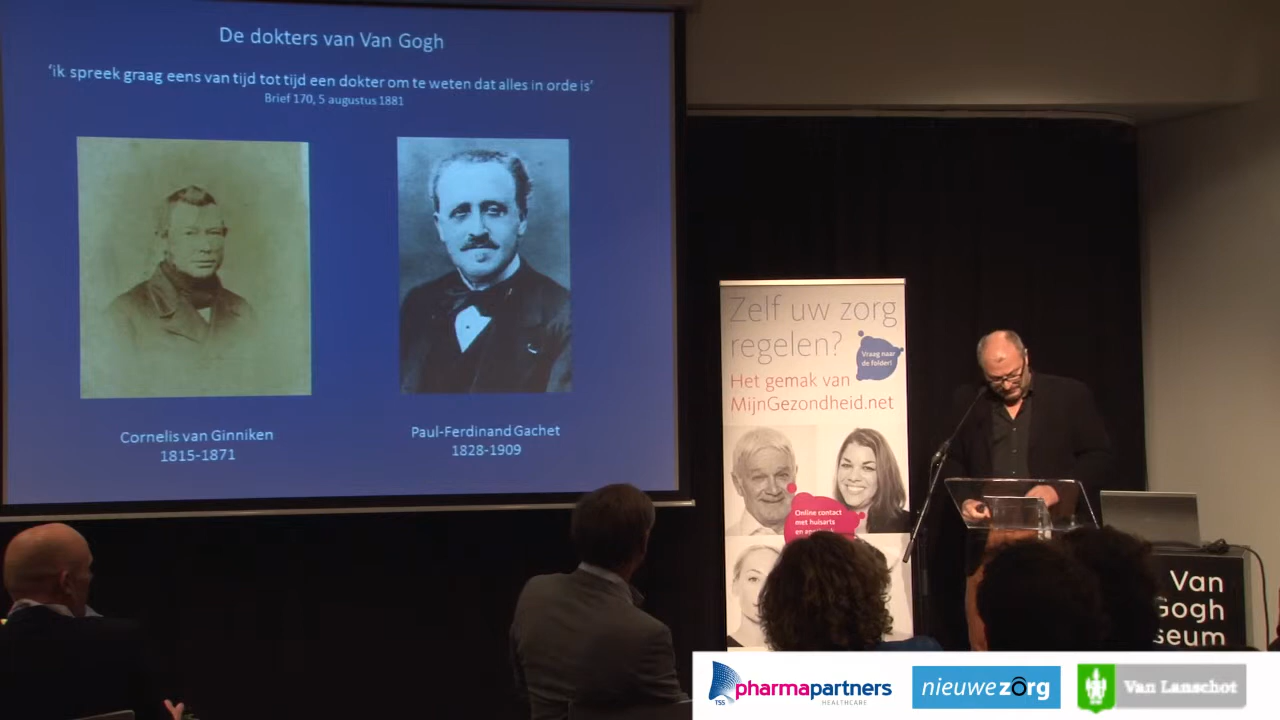 De dokters van Van Gogh
‘ik spreek graag eens van tijd tot tijd een dokter om te weten dat alles in orde is’
Brief 170, 5 augustus 1881
Cornelis van Ginniken
1815-1871
Paul-Ferdinand Gachet
1828-1909
Zelf uw zorg
regelen?
Vraag naar
de folder!
Het gemak van
MijnGezondheid.net
Online contact
met huisarts
en
Van
Gogh
seum
TSS
pharmapartners
HEALTHCARE
nieuwezorg
Van Lanschot